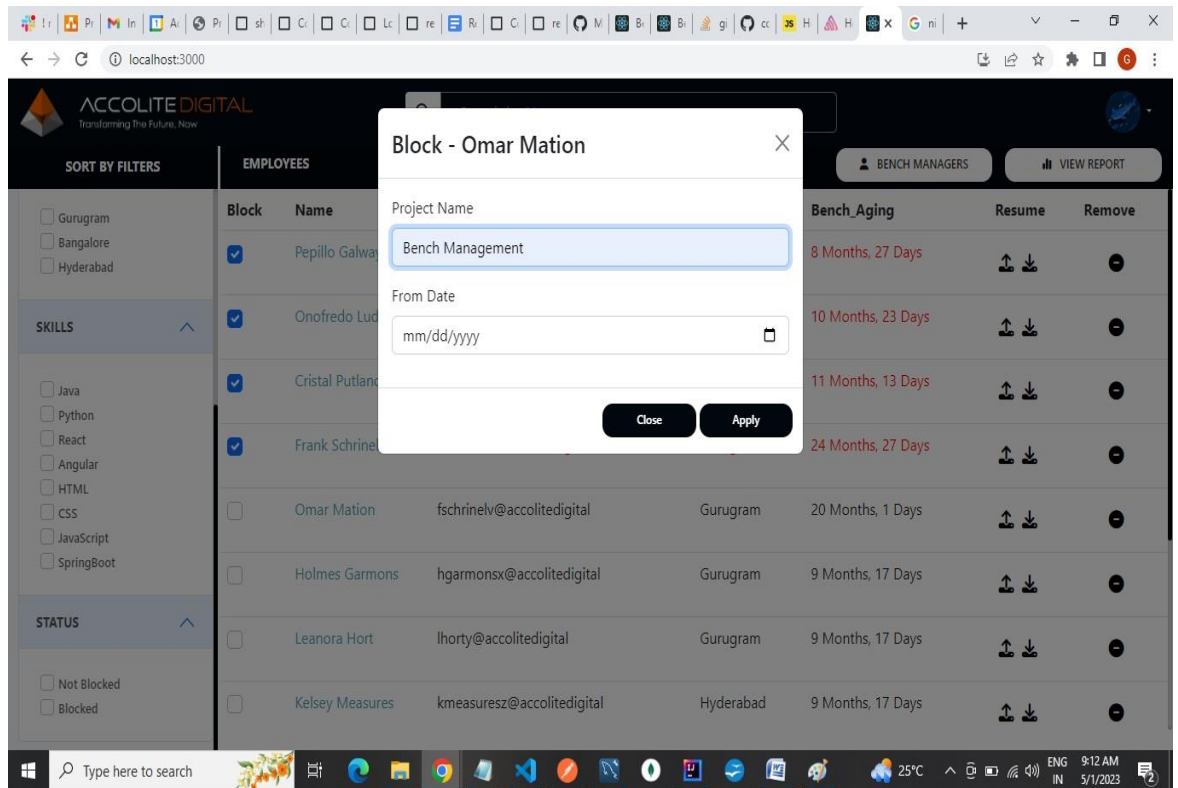 localhost:3000
ACCOLITE DIGITAL
Transforming The Future, Now
SORT BY FILTERS
EMPLOYEES
BENCH MANAGERS
VIEW REPORT
Gurugram
Bangalore
Hyderabad
SKILLS
Java
Python
React
Angular
HTML
CSS
JavaScript
SpringBoot
STATUS
Not Blocked
Blocked
Block - Omar Mation
Project Name
Bench Management
From Date
mm/dd/yyyy
Close Apply
Block Name Bench_Aging Resume Remove
Pepillo Galway 8 Months, 27 Days
Onofredo Lud 10 Months, 23 Days
Cristal Putland 11 Months, 13 Days
Frank Schrinel 24 Months, 27 Days
Omar Mation fschrinelv@accolitedigital Gurugram 20 Months, 1 Days
Holmes Garmons hgarmonsx@accolitedigital Gurugram 9 Months, 17 Days
Leanora Hort lhorty@accolitedigital Gurugram 9 Months, 17 Days
Kelsey Measures kmeasuresz@accolitedigital Hyderabad 9 Months, 17 Days
Type here to search
25°C
ENG
IN
9:12 AM
5/1/2023
2